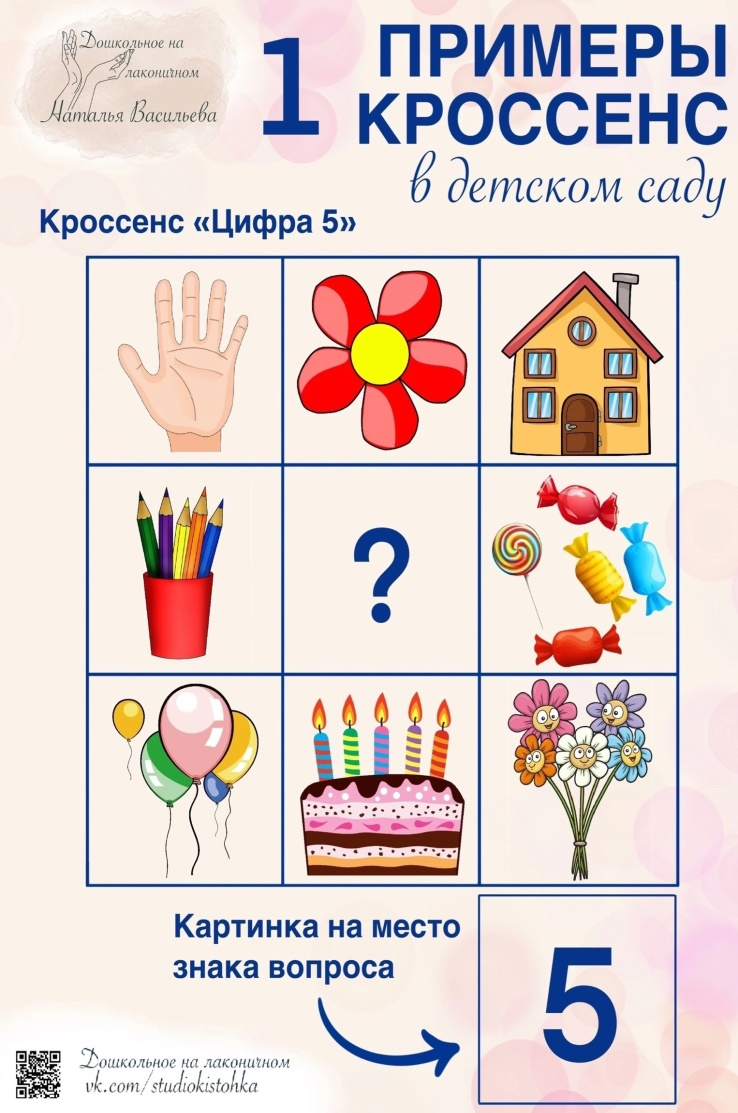 Дошкольное на
лаконичном
Наталья Васильева
1
ПРИМЕРЫ
КРОССЕНС
в детском саду
Кроссенс «Цифра 5»
?
Картинка на место
знака вопроса
5
Дошкольное на лаконичном
vk.com/studiokistohka